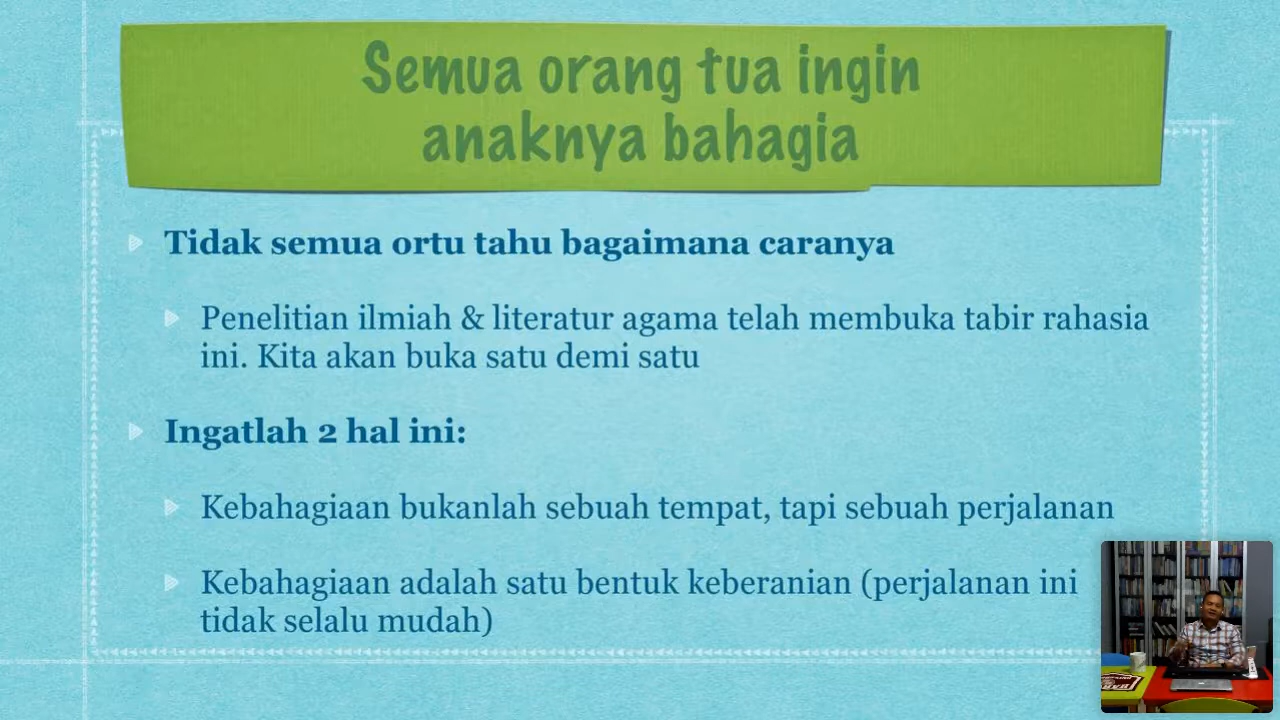 Semua orang tua ingin
anaknya bahagia
Tidak semua ortu tahu bagaimana caranya
Penelitian ilmiah & literatur agama telah membuka tabir rahasia
ini. Kita akan buka satu demi satu
Ingatlah 2 hal ini:
Kebahagiaan bukanlah sebuah tempat, tapi sebuah perjalanan
Kebahagiaan adalah satu bentuk keberanian (perjalanan ini
tidak selalu mudah)